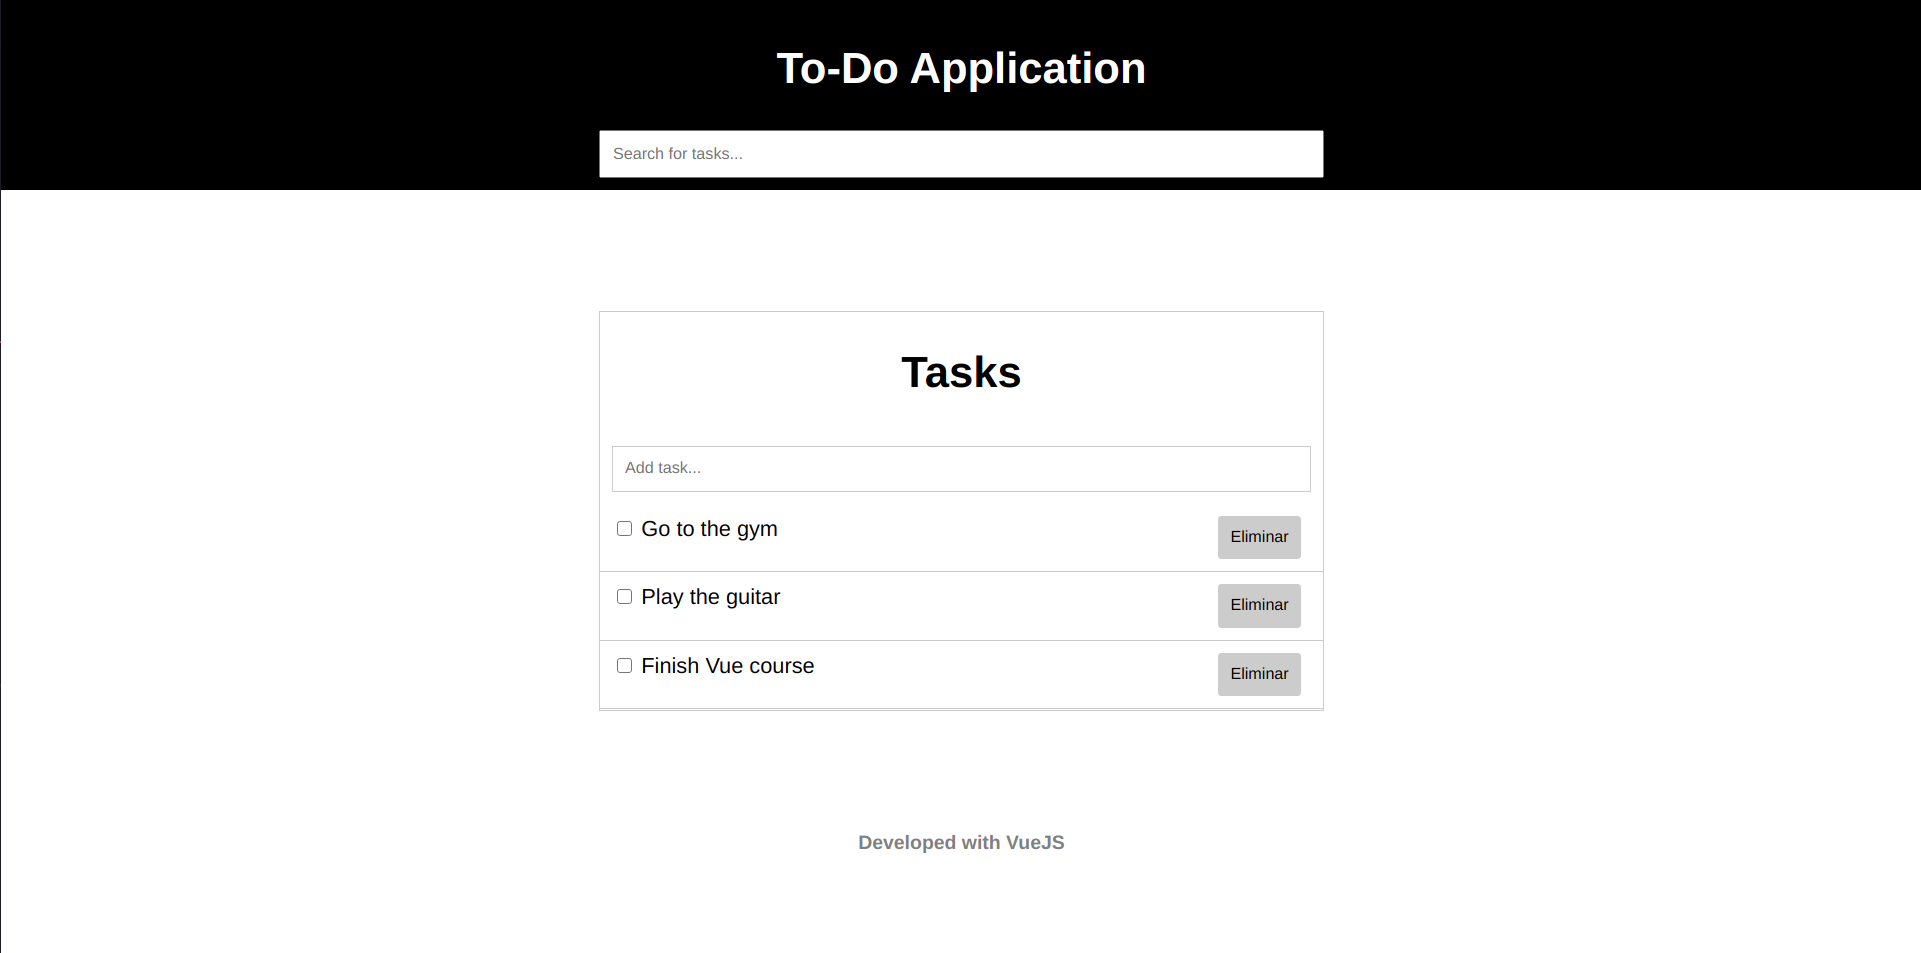 To-Do Application
Search for tasks...
Tasks
Add task...
Go to the gym
Eliminar
Play the guitar
Eliminar
Finish Vue course
Eliminar
Developed with VueJS